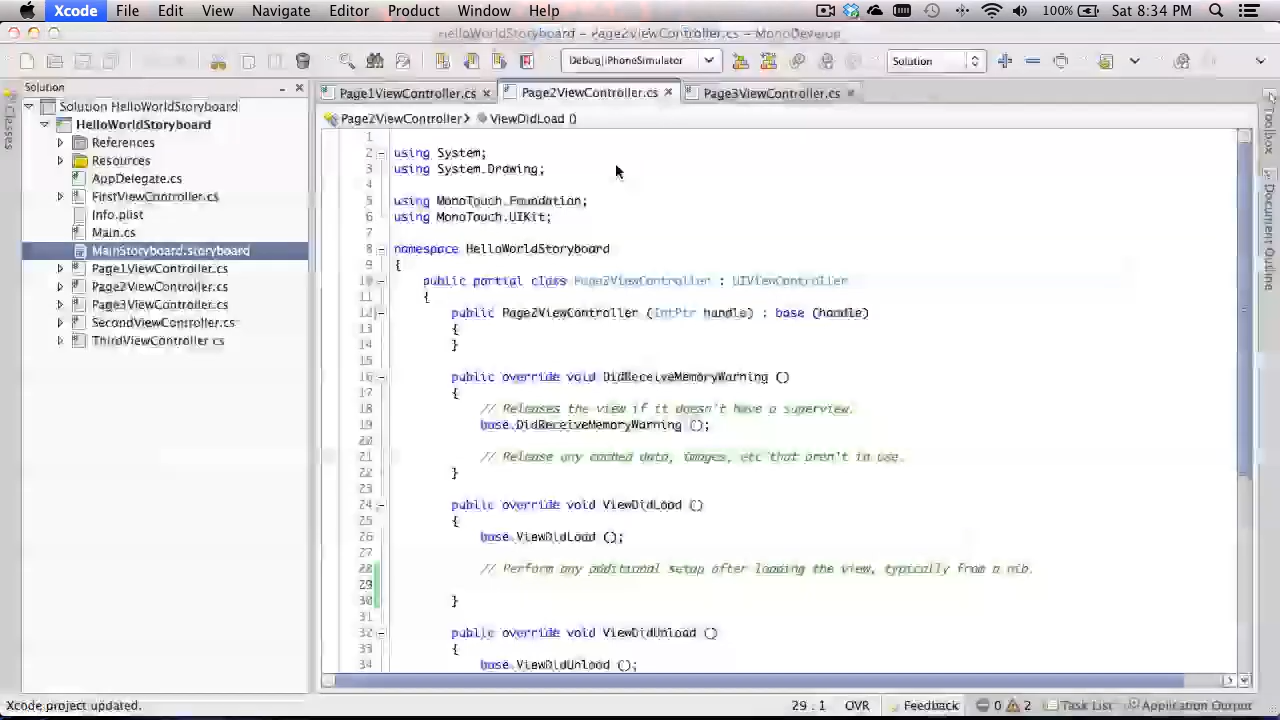 Xcode File Edit View Navigate Editor Product Window Help 100% Sat 8:34 PM
HelloWorldStoryboard – Page2ViewController.cs – MonoDevelop
Debug|iPhoneSimulator Solution
Solution
Classes
Solution HelloWorldStoryboard
HelloWorldStoryboard
References
Resources
AppDelegate.cs
FirstViewController.cs
Info.plist
Main.cs
MainStoryboard.storyboard
Page1ViewController.cs
Page2ViewController.cs
Page3ViewController.cs
SecondViewController.cs
ThirdViewController.cs
Page1ViewController.cs Page2ViewController.cs Page3ViewController.cs
Page2ViewController ViewDidLoad ()
1
2 using System;
3 using System.Drawing;
4
5 using MonoTouch.Foundation;
6 using MonoTouch.UIKit;
7
8 namespace HelloWorldStoryboard
9 {
10 public partial class Page2ViewController : UIViewController
11 {
12 public Page2ViewController (IntPtr handle) : base (handle)
13 {
14 }
15
16 public override void DidReceiveMemoryWarning ()
17 {
18 // Releases the view if it doesn't have a superview.
19 base.DidReceiveMemoryWarning ();
20
21 // Release any cached data, images, etc that aren't in use.
22 }
23
24 public override void ViewDidLoad ()
25 {
26 base.ViewDidLoad ();
27
28 // Perform any additional setup after loading the view, typically from a nib.
29
30 }
31
32 public override void ViewDidUnload ()
33 {
34 base.ViewDidUnload ();
Toolbox
Document Outline
Xcode project updated. 29 : 1 OVR Feedback 0 2 Task List Application Output